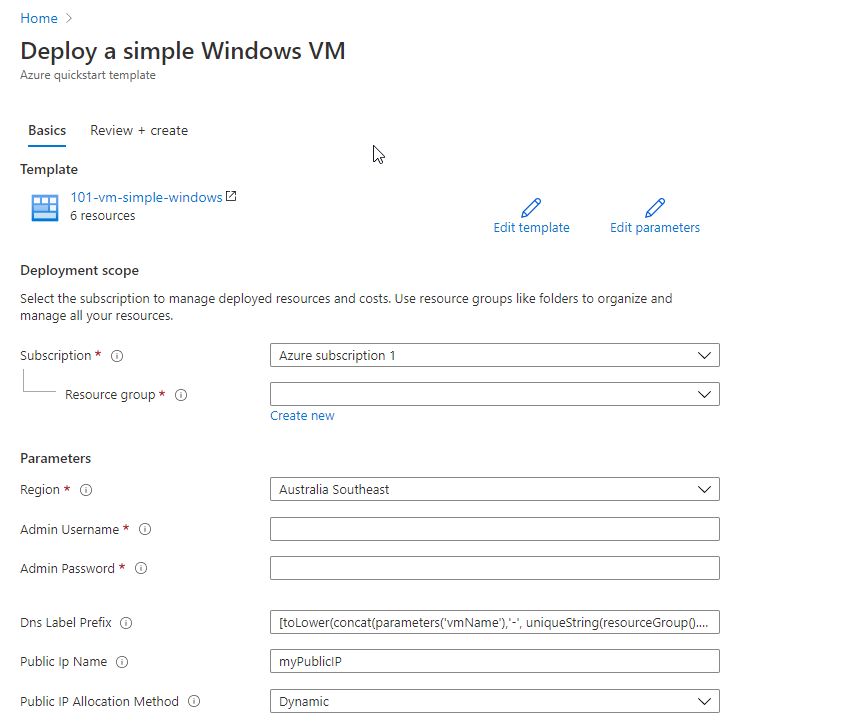 Home
Deploy a simple Windows VM
Azure quickstart template
Basics Review + create
Template
101-vm-simple-windows
6 resources
Edit template Edit parameters
Deployment scope
Select the subscription to manage deployed resources and costs. Use resource groups like folders to organize and
manage all your resources.
Subscription * Azure subscription 1
Resource group *
Create new
Parameters
Region * Australia Southeast
Admin Username *
Admin Password *
Dns Label Prefix [toLower(concat(parameters('vmName'),'-', uniqueString(resourceGroup()....
Public Ip Name myPublicIP
Public IP Allocation Method Dynamic